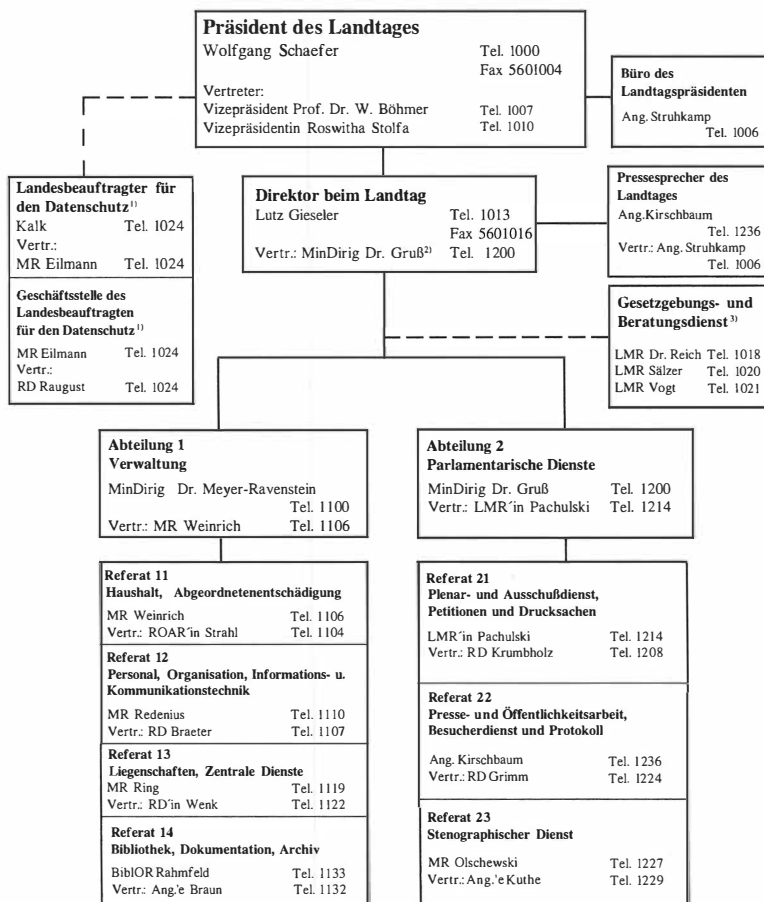 Präsident des Landtages
Wolfgang Schaefer Tel. 1000
Fax 5601004
Vertreter:
Vizepräsident Prof. Dr. W. Böhmer Tel. 1007
Vizepräsidentin Roswitha Stolfa Tel. 1010
Büro des
Landtagspräsidenten
Ang. Struhkamp
Tel. 1006
Landesbeauftragter für
den Datenschutz¹⁾
Kalk Tel. 1024
Vertr.:
MR Eilmann Tel. 1024
Geschäftsstelle des
Landesbeauftragten
für den Datenschutz¹⁾
MR Eilmann Tel. 1024
Vertr.:
RD Raugust Tel. 1024
Direktor beim Landtag
Lutz Gieseler Tel. 1013
Fax 5601016
Vertr.: MinDirig Dr. Gruß²⁾ Tel. 1200
Pressesprecher des
Landtages
Ang.Kirschbaum
Tel. 1236
Vertr.: Ang. Struhkamp
Tel. 1006
Gesetzgebungs- und
Beratungsdienst³⁾
LMR Dr. Reich Tel. 1018
LMR Sälzer Tel. 1020
LMR Vogt Tel. 1021
Abteilung 1
Verwaltung
MinDirig Dr. Meyer-Ravenstein
Tel. 1100
Vertr.: MR Weinrich Tel. 1106
Referat 11
Haushalt, Abgeordnetenentschädigung
MR Weinrich Tel. 1106
Vertr.: ROAR´in Strahl Tel. 1104
Referat 12
Personal, Organisation, Informations- u.
Kommunikationstechnik
MR Redenius Tel. 1110
Vertr.: RD Braeter Tel. 1107
Referat 13
Liegenschaften, Zentrale Dienste
MR Ring Tel. 1119
Vertr.: RD´in Wenk Tel. 1122
Referat 14
Bibliothek, Dokumentation, Archiv
BiblOR Rahmfeld Tel. 1133
Vertr.: Ang.'e Braun Tel. 1132
Abteilung 2
Parlamentarische Dienste
MinDirig Dr. Gruß Tel. 1200
Vertr.: LMR´in Pachulski Tel. 1214
Referat 21
Plenar- und Ausschußdienst,
Petitionen und Drucksachen
LMR´in Pachulski Tel. 1214
Vertr.: RD Krumbholz Tel. 1208
Referat 22
Presse- und Öffentlichkeitsarbeit,
Besucherdienst und Protokoll
Ang. Kirschbaum Tel. 1236
Vertr.: RD Grimm Tel. 1224
Referat 23
Stenographischer Dienst
MR Olschewski Tel. 1227
Vertr.: Ang.'e Kuthe Tel. 1229